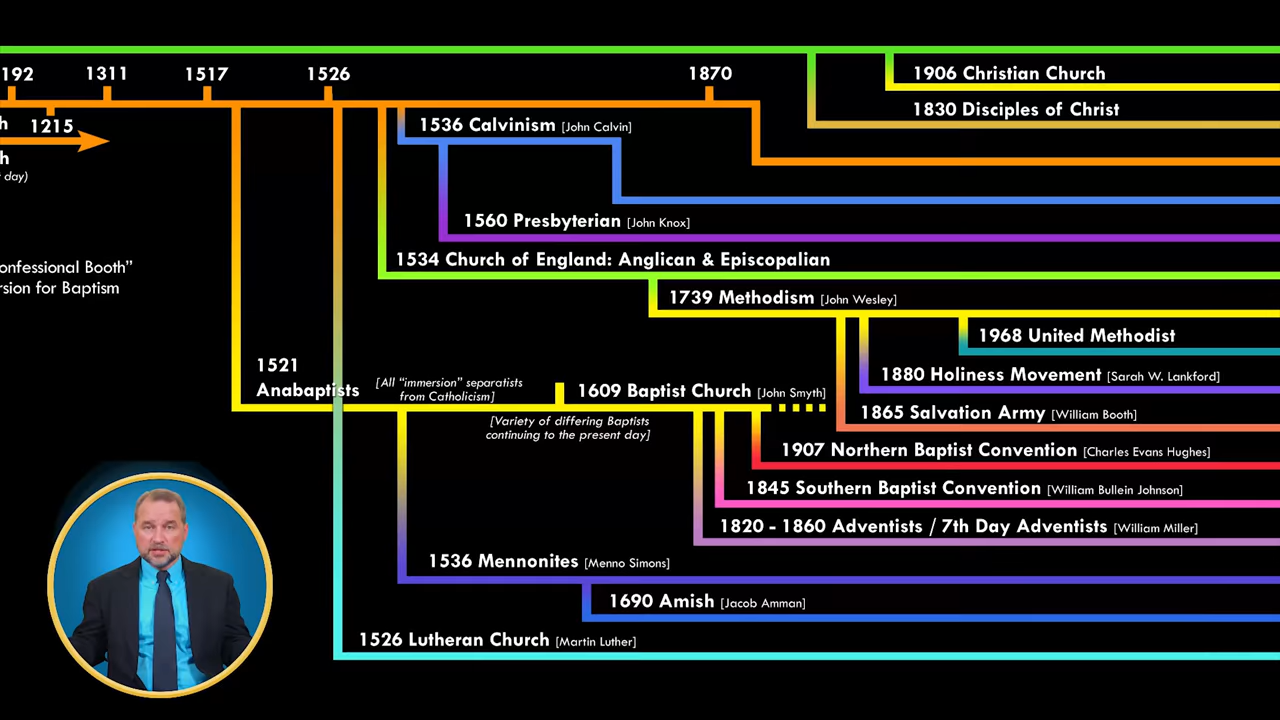 192
1311
1517
1526
1870
1906 Christian Church
1830 Disciples of Christ
h
1215
h
day)
1536 Calvinism [John Calvin]
1560 Presbyterian [John Knox]
1534 Church of England: Anglican & Episcopalian
onfessional Booth”
rsion for Baptism
1739 Methodism [John Wesley]
1968 United Methodist
1880 Holiness Movement [Sarah W. Lankford]
1865 Salvation Army [William Booth]
1521
Anabaptists
[All “immersion” separatists
from Catholicism]
1609 Baptist Church [John Smyth]
[Variety of differing Baptists
continuing to the present day]
1907 Northern Baptist Convention [Charles Evans Hughes]
1845 Southern Baptist Convention [William Bullein Johnson]
1820 - 1860 Adventists / 7th Day Adventists [William Miller]
1536 Mennonites [Menno Simons]
1690 Amish [Jacob Amman]
1526 Lutheran Church [Martin Luther]